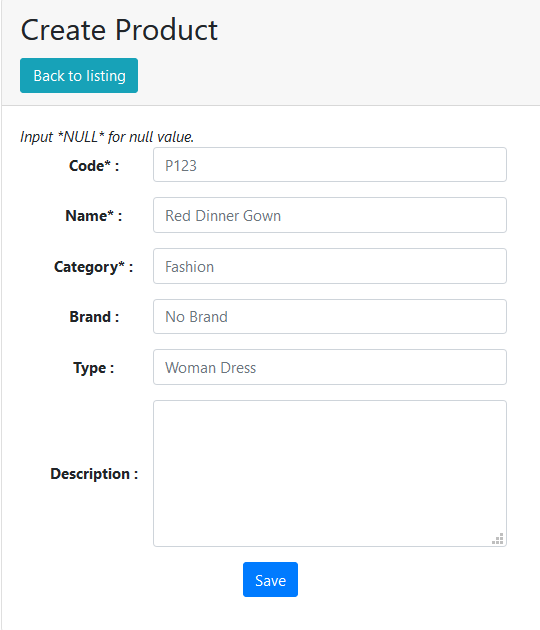 Create Product
Back to listing
Input *NULL* for null value.
Code* : P123
Name* : Red Dinner Gown
Category* : Fashion
Brand : No Brand
Type : Woman Dress
Description :
Save